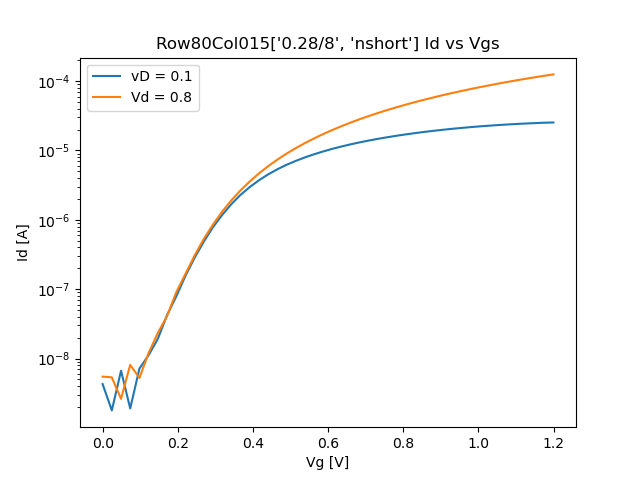 Row80Col015['0.28/8', 'nshort'] Id vs Vgs
vD = 0.1
Vd = 0.8
10⁻⁴
10⁻⁵
10⁻⁶
10⁻⁷
10⁻⁸
Id [A]
0.0 0.2 0.4 0.6 0.8 1.0 1.2
Vg [V]